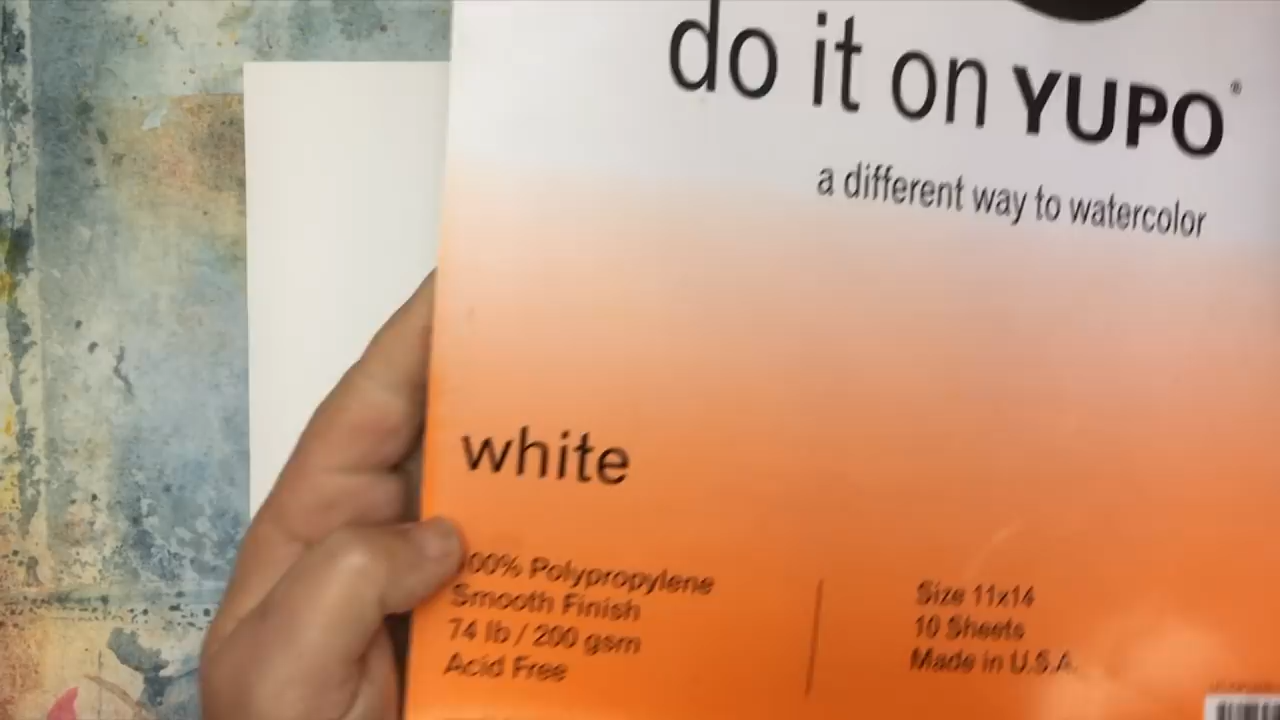 do it on YUPO®
a different way to watercolor
white
00% Polypropylene
Smooth Finish
74 lb / 200 gsm
Acid Free
Size 11x14
10 Sheets
Made in U.S.A.